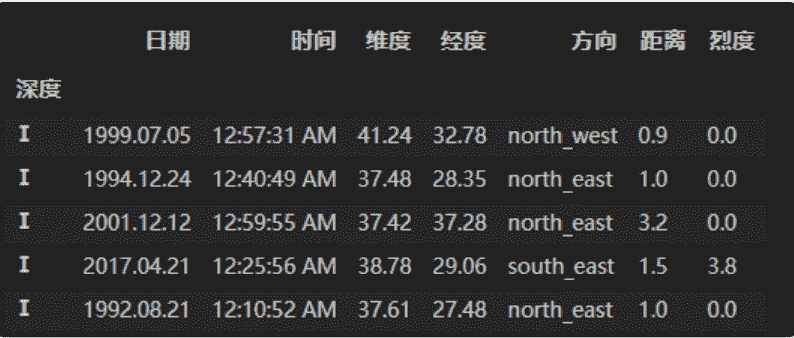 日期 时间 维度 经度 方向 距离 烈度
深度
I 1999.07.05 12:57:31 AM 41.24 32.78 north_west 0.9 0.0
I 1994.12.24 12:40:49 AM 37.48 28.35 north_east 1.0 0.0
I 2001.12.12 12:59:55 AM 37.42 37.28 north_east 3.2 0.0
I 2017.04.21 12:25:56 AM 38.78 29.06 south_east 1.5 3.8
I 1992.08.21 12:10:52 AM 37.61 27.48 north_east 1.0 0.0